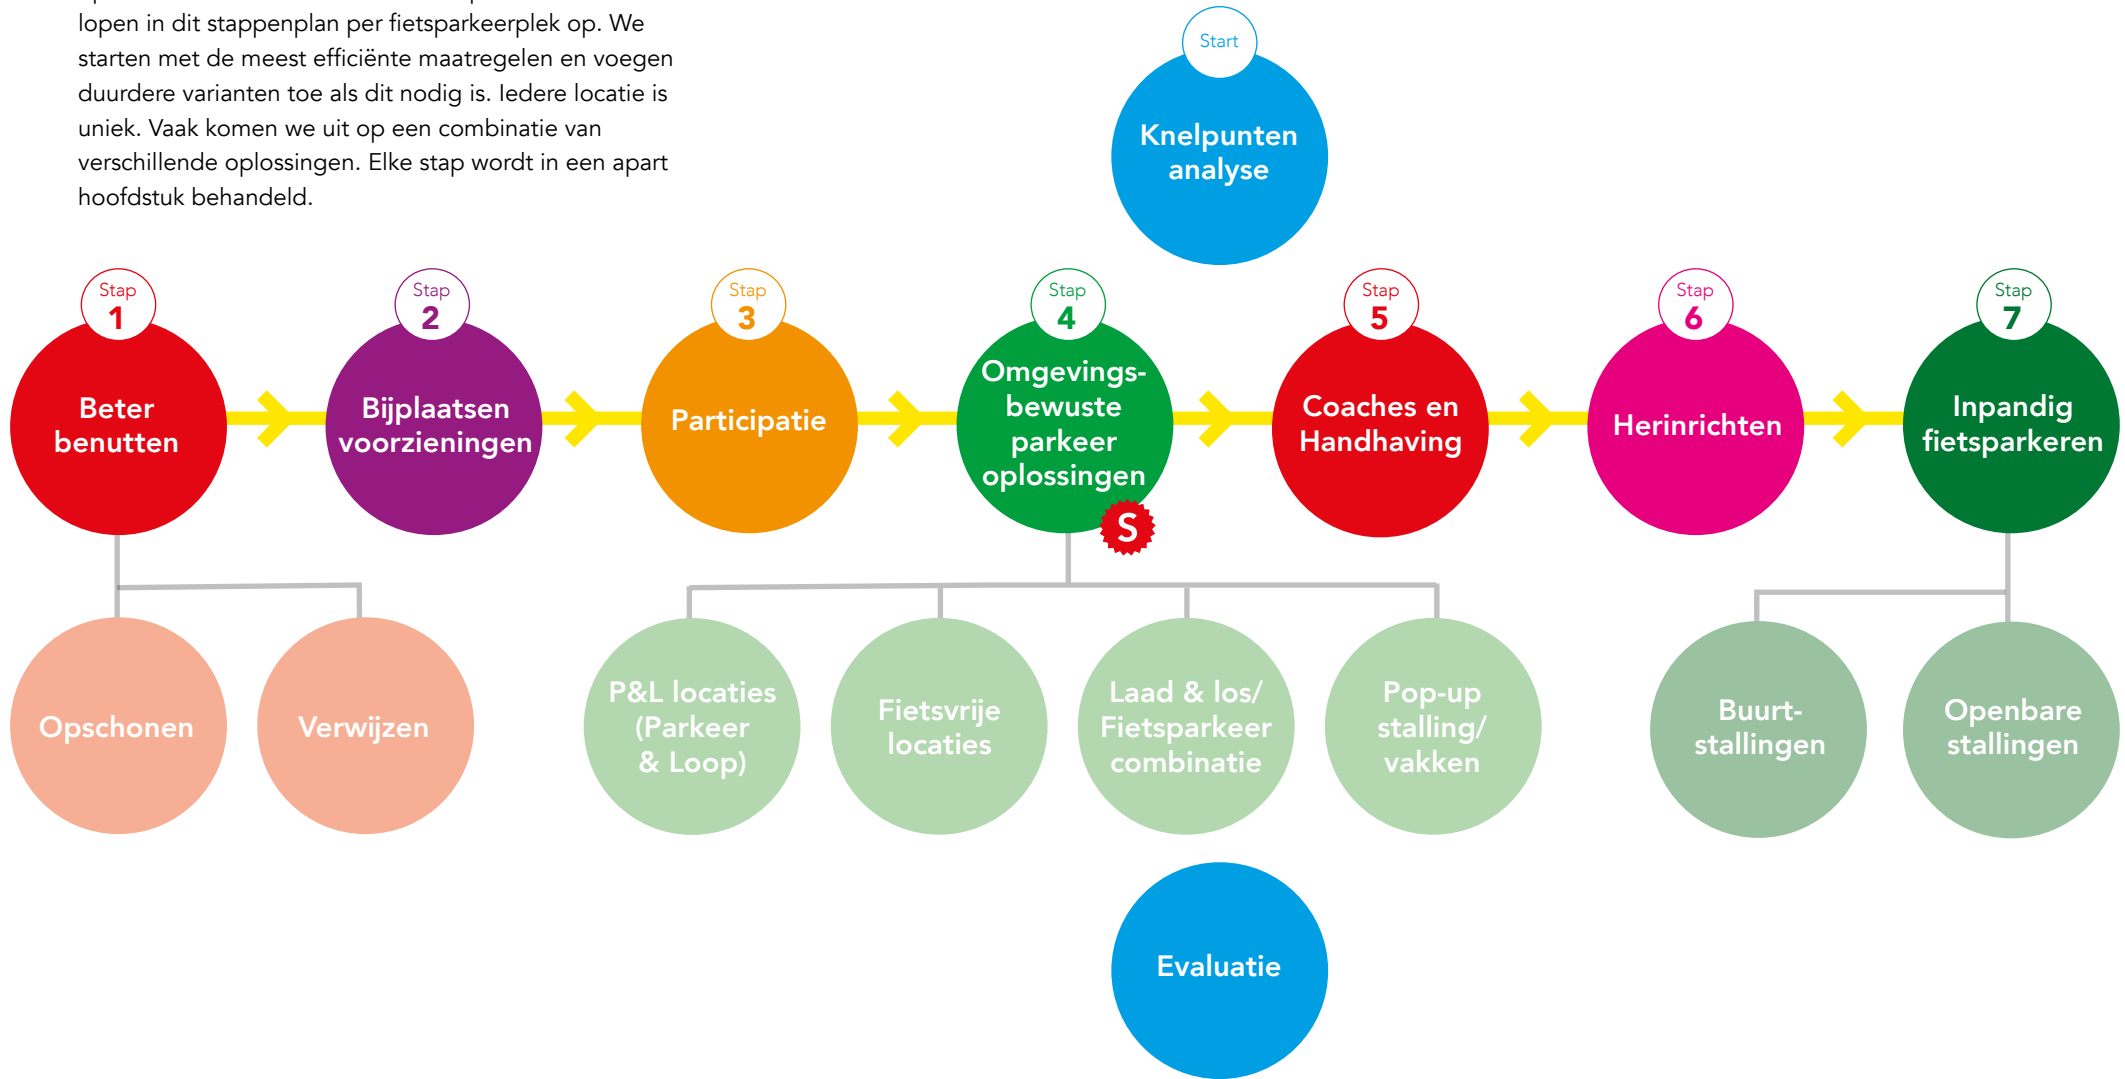 lopen in dit stappenplan per fietsparkeerplek op. We
starten met de meest efficiënte maatregelen en voegen
duurdere varianten toe als dit nodig is. Iedere locatie is
uniek. Vaak komen we uit op een combinatie van
verschillende oplossingen. Elke stap wordt in een apart
hoofdstuk behandeld.
Start
Knelpunten
analyse
Stap
1
Beter
benutten
Stap
2
Bijplaatsen
voorzieningen
Stap
3
Participatie
Stap
4
Omgevings-
bewuste
parkeer
oplossingen
S
Stap
5
Coaches en
Handhaving
Stap
6
Herinrichten
Stap
7
Inpandig
fietsparkeren
Opschonen
Verwijzen
P&L locaties
(Parkeer
& Loop)
Fietsvrije
locaties
Laad & los/
Fietsparkeer
combinatie
Pop-up
stalling/
vakken
Buurt-
stallingen
Openbare
stallingen
Evaluatie